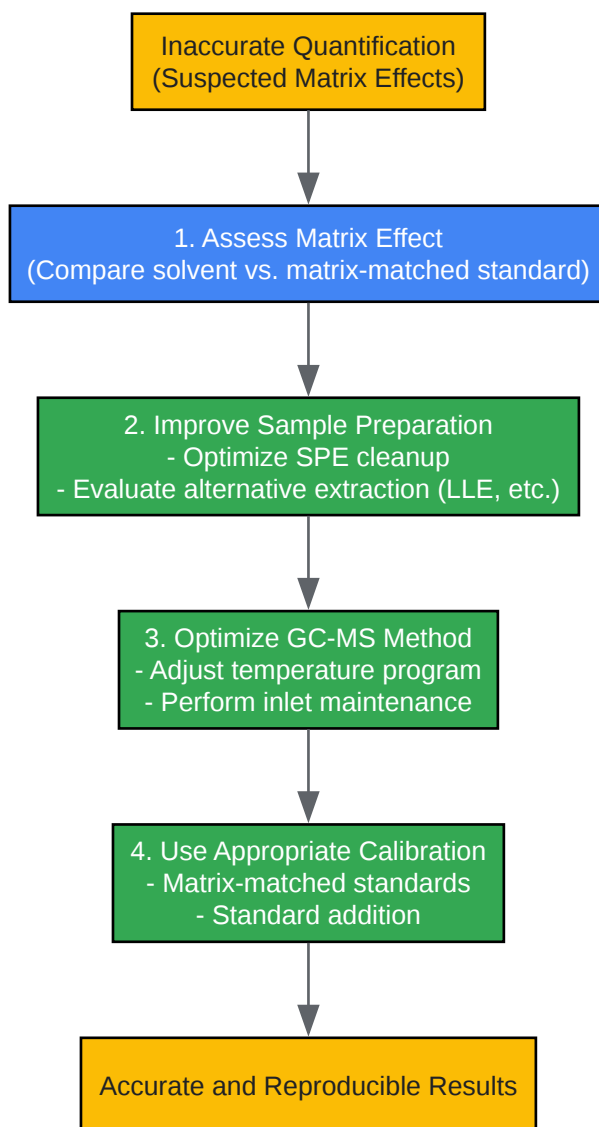 Inaccurate Quantification
(Suspected Matrix Effects)
1. Assess Matrix Effect
(Compare solvent vs. matrix-matched standard)
2. Improve Sample Preparation
- Optimize SPE cleanup
- Evaluate alternative extraction (LLE, etc.)
3. Optimize GC-MS Method
- Adjust temperature program
- Perform inlet maintenance
4. Use Appropriate Calibration
- Matrix-matched standards
- Standard addition
Accurate and Reproducible Results